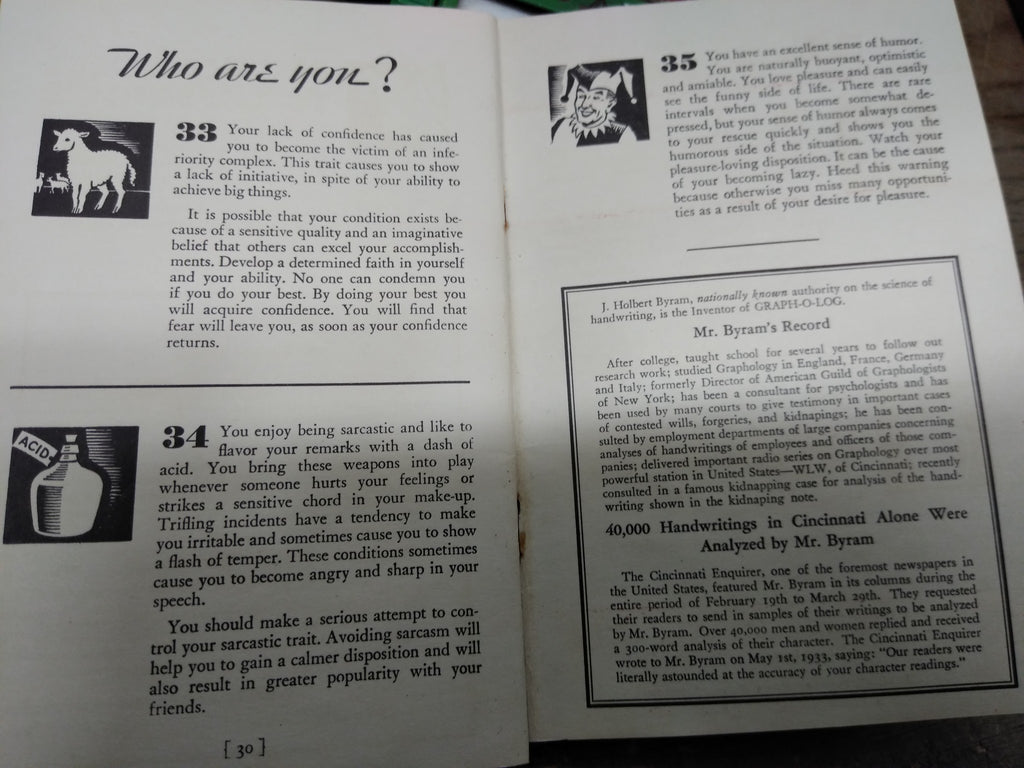 Who are you?
33 Your lack of confidence has caused
you to become the victim of an infe-
riority complex. This trait causes you to show
a lack of initiative, in spite of your ability to
achieve big things.
It is possible that your condition exists be-
cause of a sensitive quality and an imaginative
belief that others can excel your accomplish-
ments. Develop a determined faith in yourself
and your ability. No one can condemn you
if you do your best. By doing your best you
will acquire confidence. You will find that
fear will leave you, as soon as your confidence
returns.
ACID
34 You enjoy being sarcastic and like to
flavor your remarks with a dash of
acid. You bring these weapons into play
whenever someone hurts your feelings or
strikes a sensitive chord in your make-up.
Trifling incidents have a tendency to make
you irritable and sometimes cause you to show
a flash of temper. These conditions sometimes
cause you to become angry and sharp in your
speech.
You should make a serious attempt to con-
trol your sarcastic trait. Avoiding sarcasm will
help you to gain a calmer disposition and will
also result in greater popularity with your
friends.
[ 30 ]
35 You have an excellent sense of humor.
You are naturally buoyant, optimistic
and amiable. You love pleasure and can easily
see the funny side of life. There are rare
intervals when you become somewhat de-
pressed, but your sense of humor always comes
to your rescue quickly and shows you the
humorous side of the situation. Watch your
pleasure-loving disposition. It can be the cause
of your becoming lazy. Heed this warning
because otherwise you miss many opportuni-
ties as a result of your desire for pleasure.
J. Holbert Byram, nationally known authority on the science of
handwriting, is the Inventor of GRAPH-O-LOG.
Mr. Byram's Record
After college, taught school for several years to follow out
research work; studied Graphology in England, France, Germany
and Italy; formerly Director of American Guild of Graphologists
of New York; has been a consultant for psychologists and has
been used by many courts to give testimony in important cases
of contested wills, forgeries, and kidnapings; he has been con-
sulted by employment departments of large companies concerning
analyses of handwritings of employees and officers of those com-
panies; delivered important radio series on Graphology over most
powerful station in United States—WLW, of Cincinnati; recently
consulted in a famous kidnapping case for analysis of the hand-
writing shown in the kidnaping note.
40,000 Handwritings in Cincinnati Alone Were
Analyzed by Mr. Byram
The Cincinnati Enquirer, one of the foremost newspapers in
the United States, featured Mr. Byram in its columns during the
entire period of February 19th to March 29th. They requested
their readers to send in samples of their writings to be analyzed
by Mr. Byram. Over 40,000 men and women replied and received
a 300-word analysis of their character. The Cincinnati Enquirer
wrote to Mr. Byram on May 1st, 1933, saying: "Our readers were
literally astounded at the accuracy of your character readings."